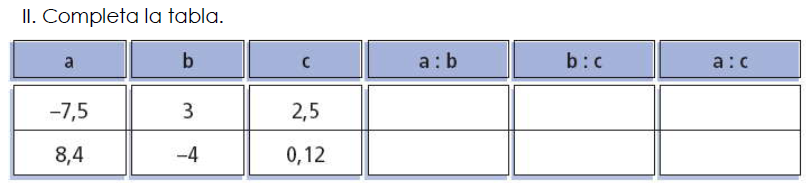 II. Completa la tabla.
a b c a : b b : c a : c
–7,5 3 2,5
8,4 –4 0,12